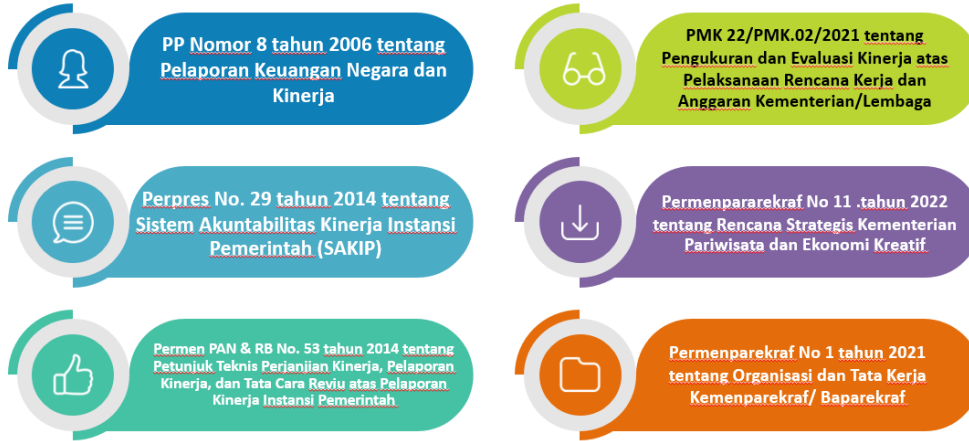 PP Nomor 8 tahun 2006 tentang
Pelaporan Keuangan Negara dan
Kinerja
Perpres No. 29 tahun 2014 tentang
Sistem Akuntabilitas Kinerja Instansi
Pemerintah (SAKIP)
Permen PAN & RB No. 53 tahun 2014 tentang
Petunjuk Teknis Perjanjian Kinerja, Pelaporan
Kinerja, dan Tata Cara Reviu atas Pelaporan
Kinerja Instansi Pemerintah
PMK 22/PMK.02/2021 tentang
Pengukuran dan Evaluasi Kinerja atas
Pelaksanaan Rencana Kerja dan
Anggaran Kementerian/Lembaga
Permenpararekraf No 11 .tahun 2022
tentang Rencana Strategis Kementerian
Pariwisata dan Ekonomi Kreatif
Permenparekraf No 1 tahun 2021
tentang Organisasi dan Tata Kerja
Kemenparekraf/ Baparekraf